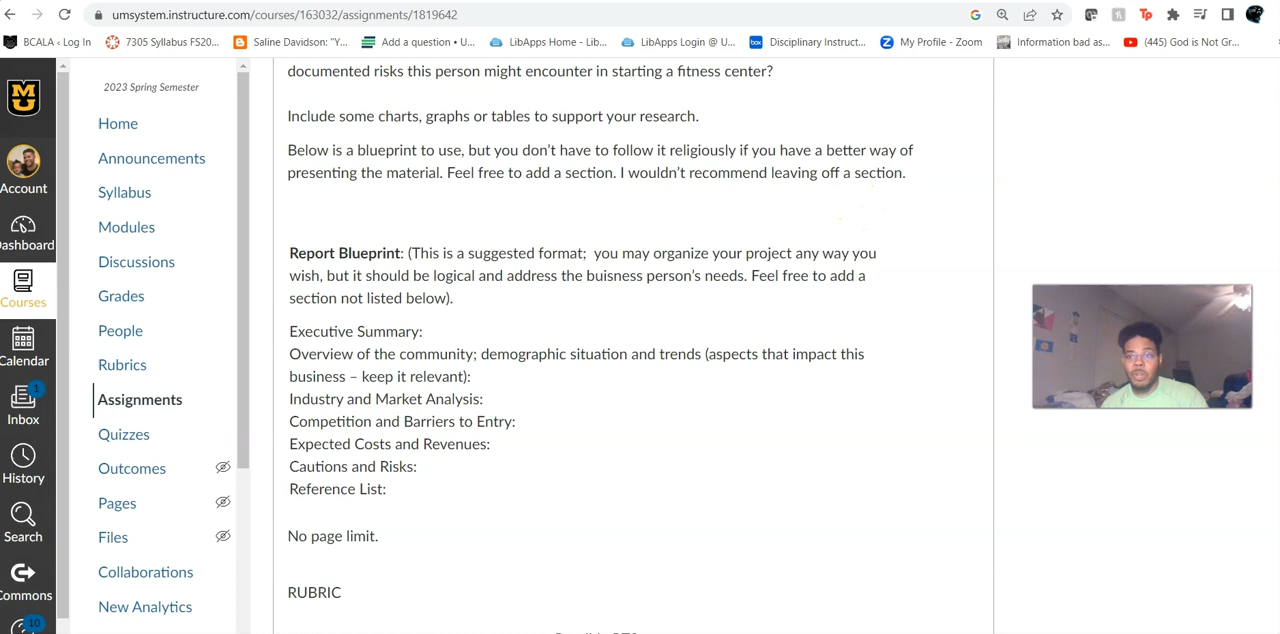 umsystem.instructure.com/courses/163032/assignments/1819642
BCALA ‹ Log In
7305 Syllabus FS20...
Saline Davidson: "Y...
Add a question • U...
LibApps Home - Lib...
LibApps Login @ U...
box
Disciplinary Instruct...
My Profile - Zoom
Information bad as...
(445) God is Not Gr...
MU
Account
Dashboard
Courses
Calendar
1
Inbox
History
Search
Commons
10
2023 Spring Semester
Home
Announcements
Syllabus
Modules
Discussions
Grades
People
Rubrics
Assignments
Quizzes
Outcomes
Pages
Files
Collaborations
New Analytics
documented risks this person might encounter in starting a fitness center?
Include some charts, graphs or tables to support your research.
Below is a blueprint to use, but you don't have to follow it religiously if you have a better way of
presenting the material. Feel free to add a section. I wouldn't recommend leaving off a section.
Report Blueprint: (This is a suggested format;  you may organize your project any way you
wish, but it should be logical and address the buisness person's needs. Feel free to add a
section not listed below).
Executive Summary:
Overview of the community; demographic situation and trends (aspects that impact this
business – keep it relevant):
Industry and Market Analysis:
Competition and Barriers to Entry:
Expected Costs and Revenues:
Cautions and Risks:
Reference List:
No page limit.
RUBRIC